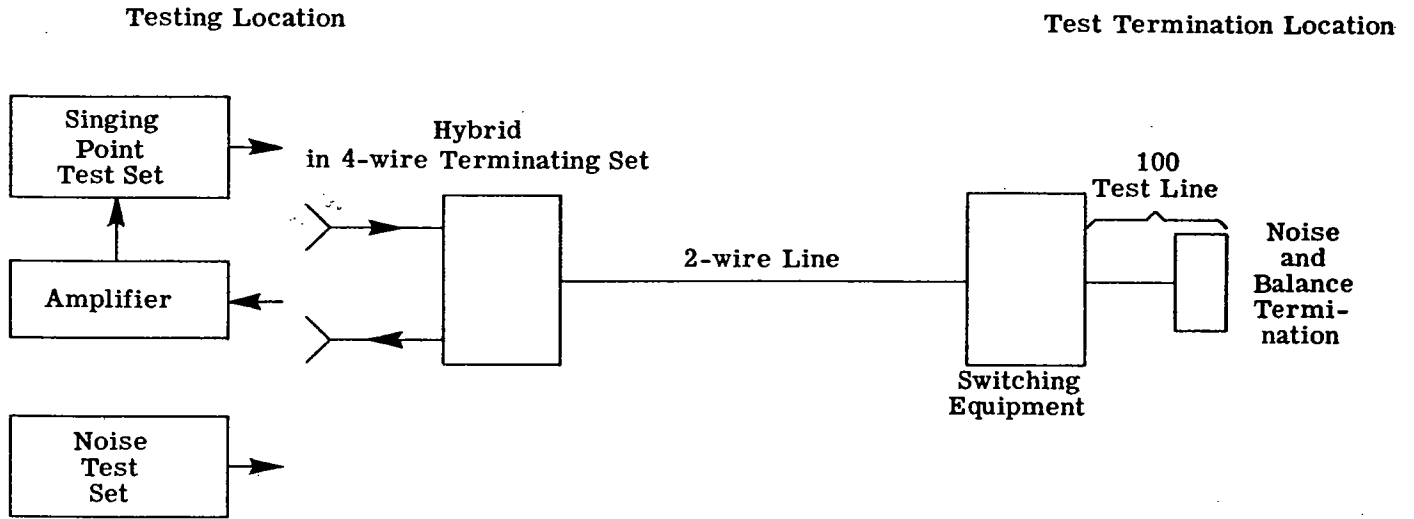 Testing Location
Test Termination Location
Singing
Point
Test Set
Hybrid
in 4-wire Terminating Set
100
Test Line
Noise
and
Balance
Termi-
nation
2-wire Line
Amplifier
Switching
Equipment
Noise
Test
Set